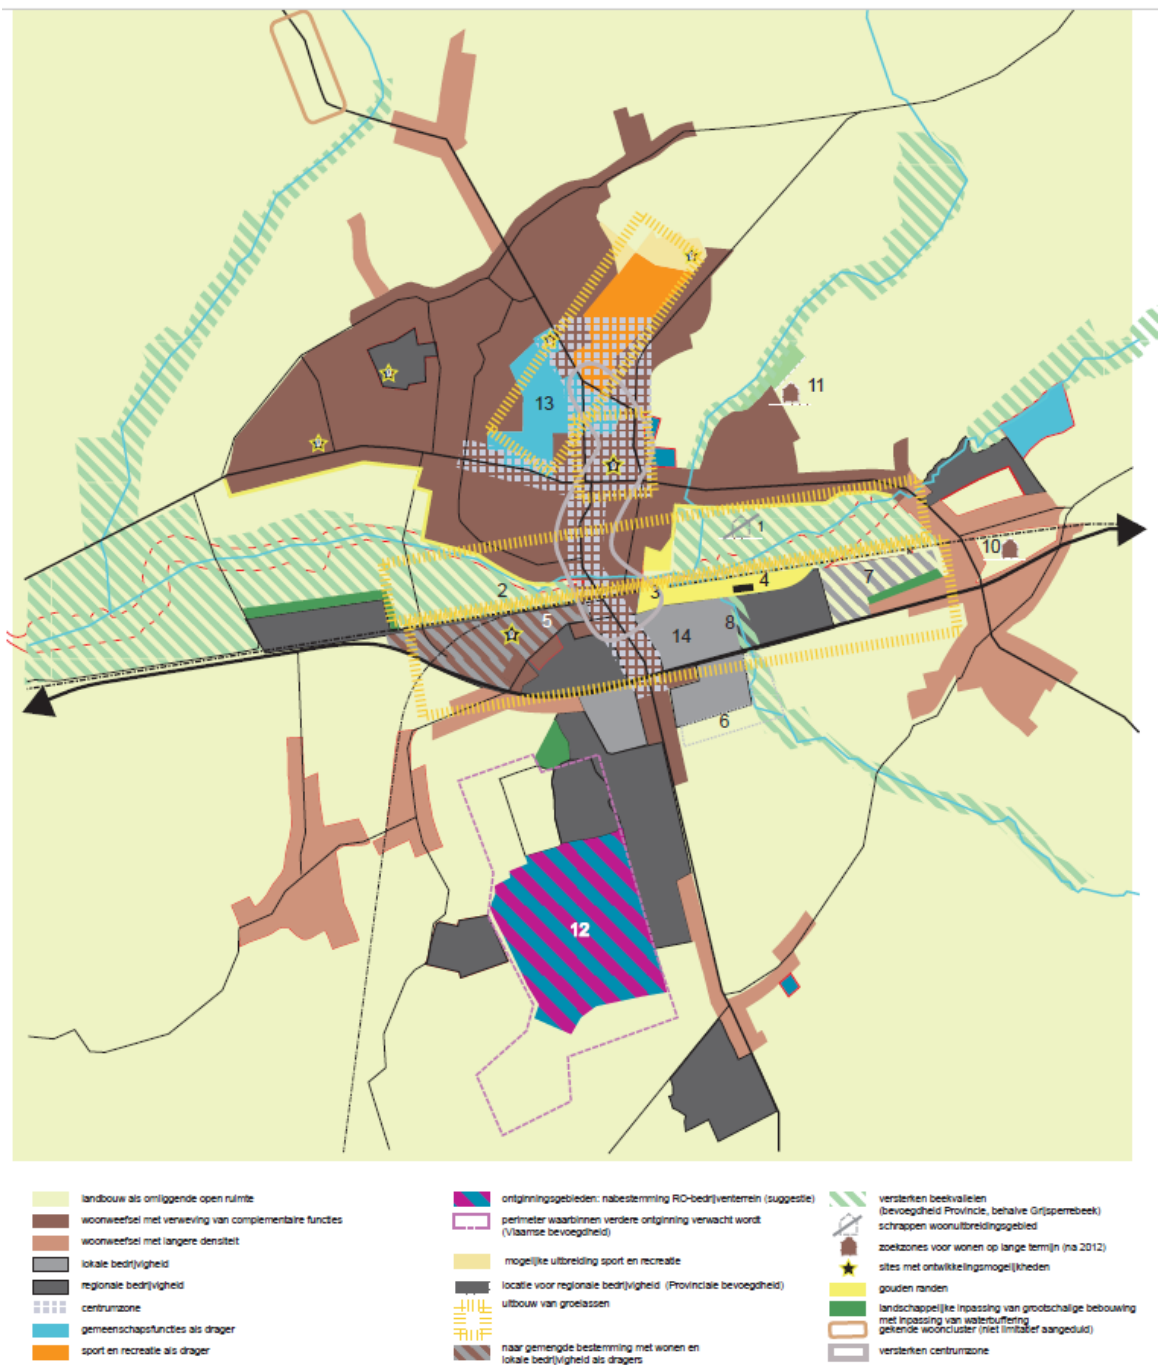 11
13
1
10
2
3
4
7
5
8
14
6
12
landbouw als omliggende open ruimte
woonweefsel met verweving van complementaire functies
woonweefsel met langere densiteit
lokale bedrijvigheid
regionale bedrijvigheid
centrumzone
gemeenschapsfuncties als drager
sport en recreatie als drager
ontginningsgebieden: nabestemming RO-bedrijventerrein (suggestie)
perimeter waarbinnen verdere ontginning verwacht wordt
(Vlaamse bevoegdheid)
mogelijke uitbreiding sport en recreatie
locatie voor regionale bedrijvigheid (Provinciale bevoegdheid)
uitbouw van groeiassen
naar gemengde bestemming met wonen en
lokale bedrijvigheid als dragers
versterken beekvalleien
(bevoegdheid Provincie, behalve Grijsperrebeek)
schrappen woonuitbreidingsgebied
zoekzones voor wonen op lange termijn (na 2012)
sites met ontwikkelingsmogelijkheden
gouden randen
landschappelijke inpassing van grootschalige bebouwing
met inpassing van waterbuffering
gekende wooncluster (niet limitatief aangeduid)
versterken centrumzone